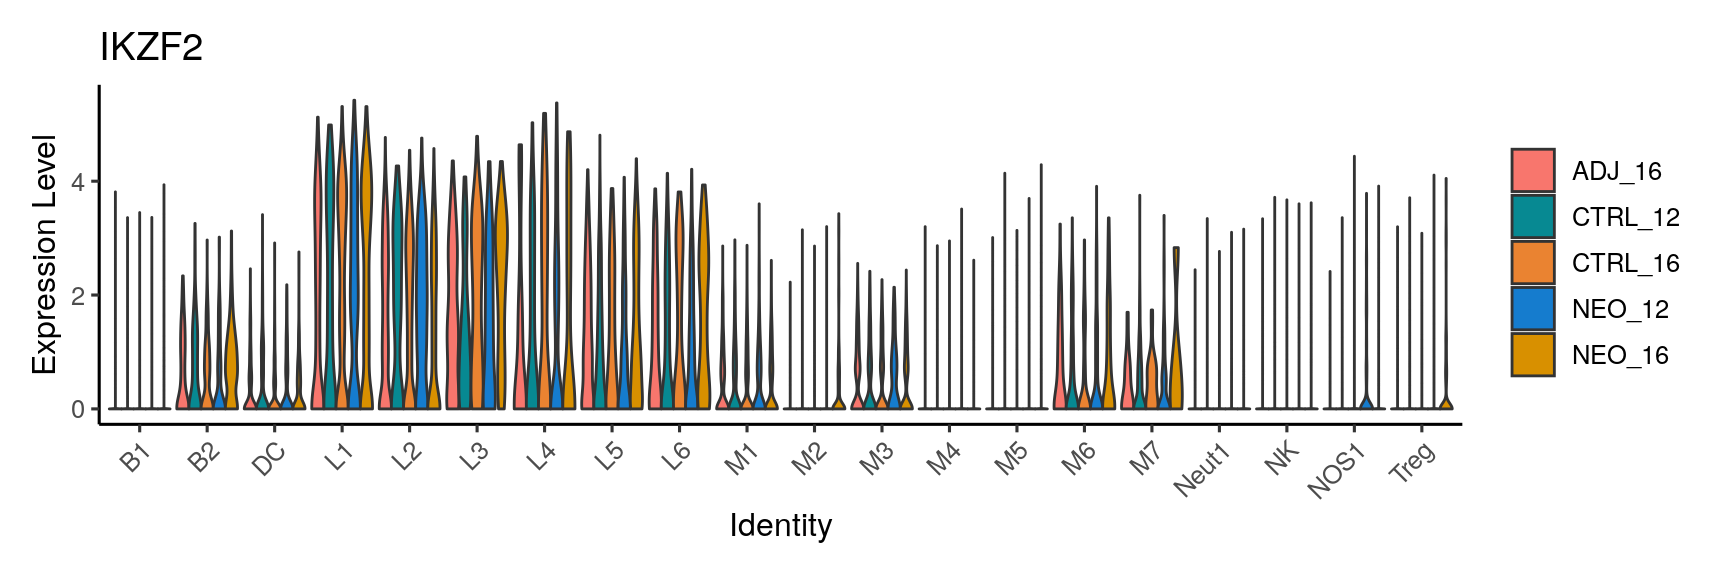 IKZF2
Expression Level
4
2
0
B1 B2 DC L1 L2 L3 L4 L5 L6 M1 M2 M3 M4 M5 M6 M7 Neut1 NK NOS1 Treg
Identity
ADJ_16
CTRL_12
CTRL_16
NEO_12
NEO_16